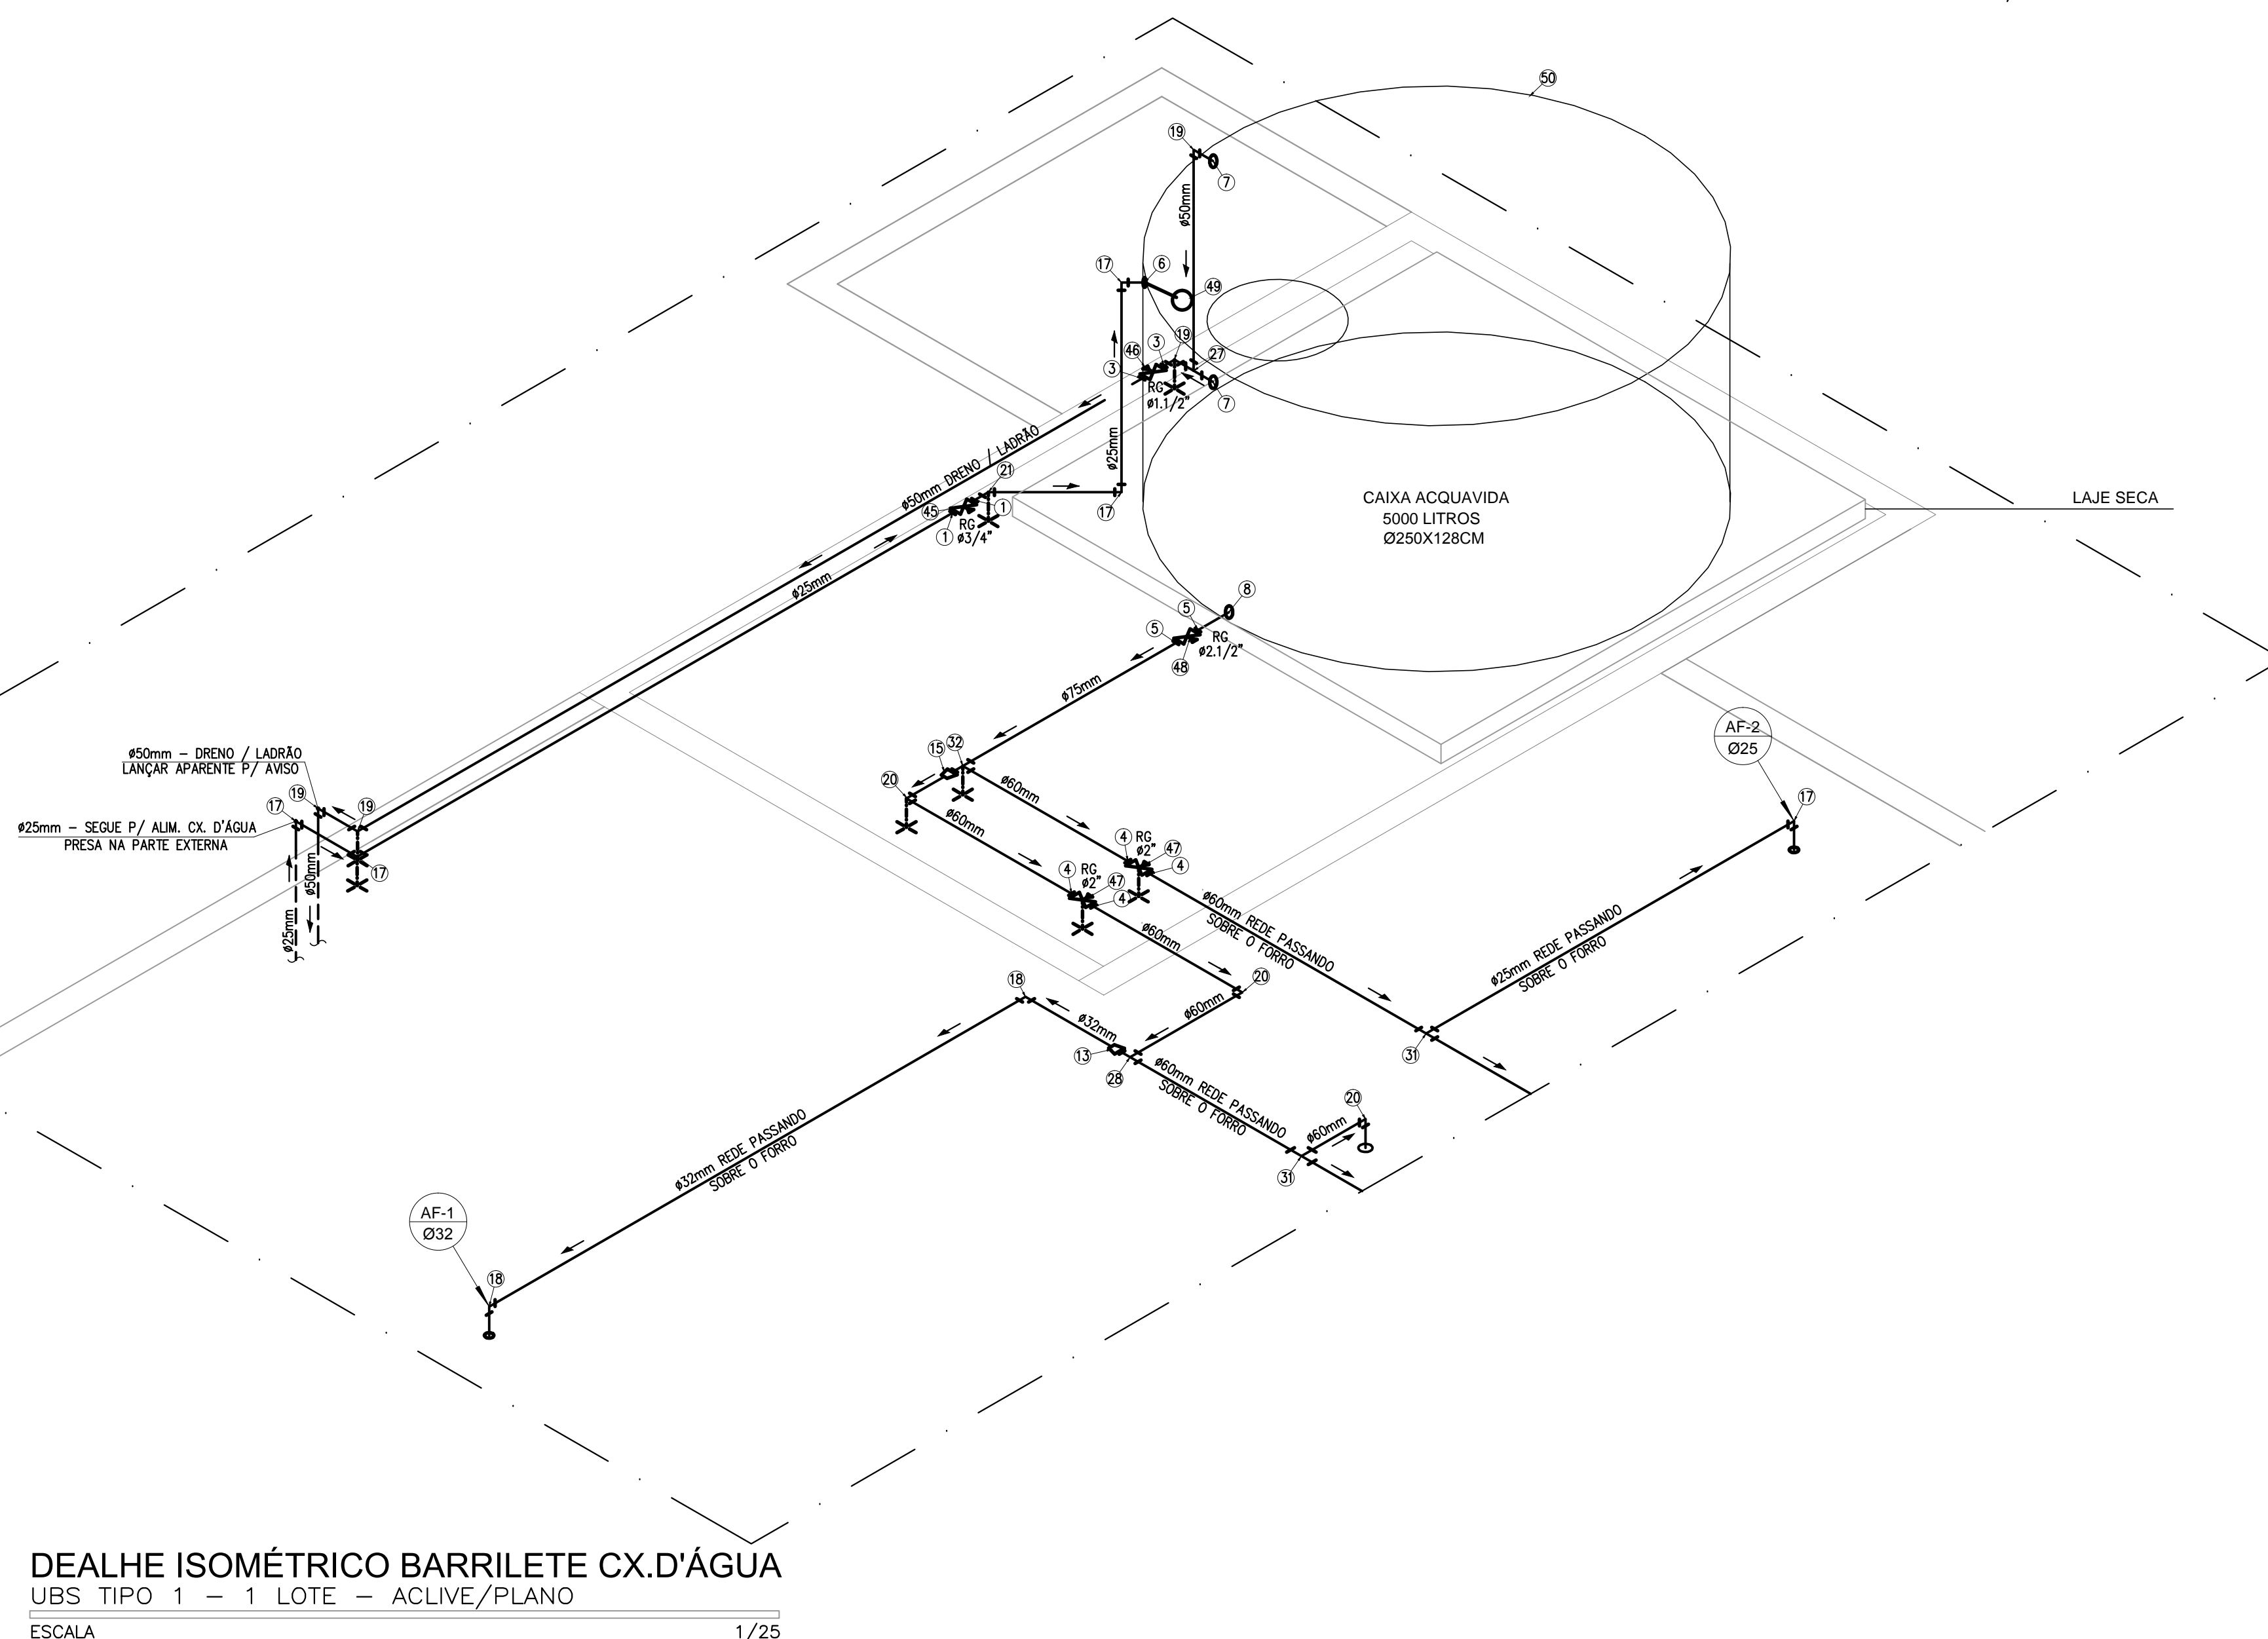 50
19
7
ø50mm
17
6
49
19
3
46
27
3
RG
ø1.1/2"
7
ø25mm
ø50mm DRENO / LADRÃO
21
45
1
RG
1
ø3/4"
17
ø25mm
CAIXA ACQUAVIDA
5000 LITROS
Ø250X128CM
LAJE SECA
8
5
5
RG
ø2.1/2"
48
ø75mm
AF-2
Ø25
17
32
15
20
ø60mm
ø60mm
ø50mm – DRENO / LADRÃO
LANÇAR APARENTE P/ AVISO
19
19
17
ø25mm – SEGUE P/ ALIM. CX. D'ÁGUA
PRESA NA PARTE EXTERNA
17
ø50mm
ø25mm
4
RG
ø2"
47
4
4
RG
ø2"
47
4
ø60mm REDE PASSANDO
SOBRE O FORRO
ø25mm REDE PASSANDO
SOBRE O FORRO
ø60mm
20
18
ø60mm
ø32mm
13
28
31
ø60mm REDE PASSANDO
SOBRE O FORRO
20
ø60mm
31
ø32mm REDE PASSANDO
SOBRE O FORRO
AF-1
Ø32
18
DEALHE ISOMÉTRICO BARRILETE CX.D'ÁGUA
UBS TIPO 1 – 1 LOTE – ACLIVE/PLANO
ESCALA 1/25